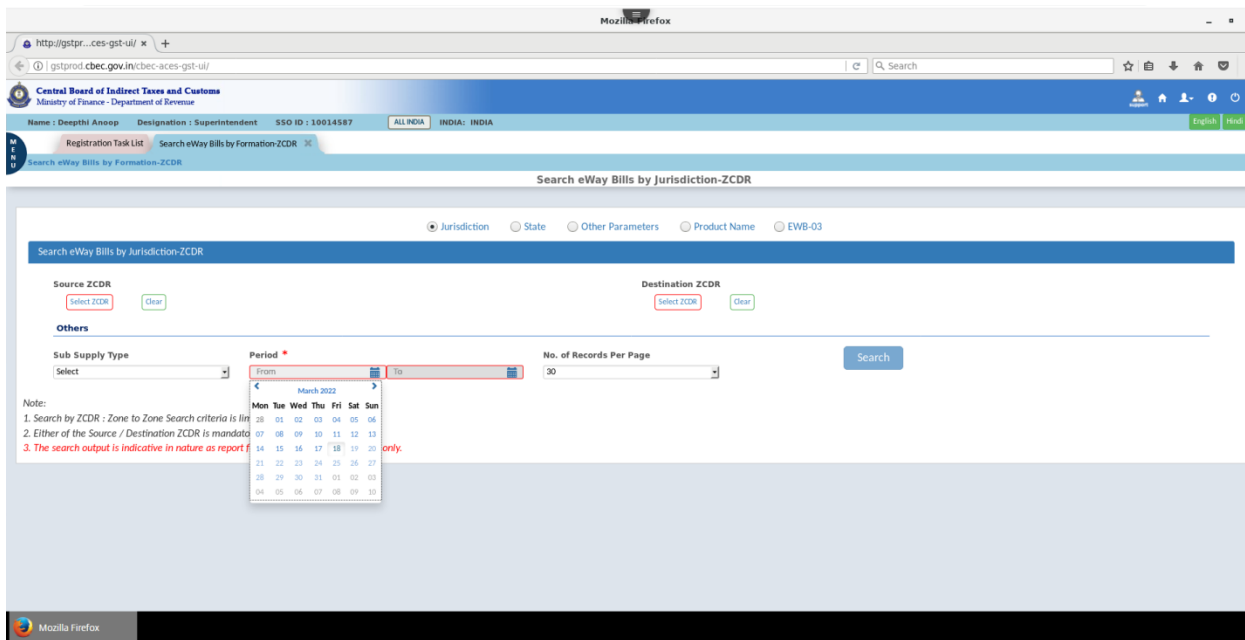 Mozilla Firefox
http://gstpr...ces-gst-ui/
gstprod.cbec.gov.in/cbec-aces-gst-ui/
Search
Central Board of Indirect Taxes and Customs
Ministry of Finance - Department of Revenue
Name : Deepthi Anoop Designation : Superintendent SSO ID : 10014587 ALL INDIA INDIA: INDIA English Hindi
MENU
Registration Task List Search eWay Bills by Formation-ZCDR
Search eWay Bills by Formation-ZCDR
Search eWay Bills by Jurisdiction-ZCDR
Jurisdiction State Other Parameters Product Name EWB-03
Search eWay Bills by Jurisdiction-ZCDR
Source ZCDR Destination ZCDR
Select ZCDR Clear Select ZCDR Clear
Others
Sub Supply Type Period * No. of Records Per Page
Select From To 30 Search
March 2022
Mon Tue Wed Thu Fri Sat Sun
28 01 02 03 04 05 06
07 08 09 10 11 12 13
14 15 16 17 18 19 20
21 22 23 24 25 26 27
28 29 30 31 01 02 03
04 05 06 07 08 09 10
Note:
1. Search by ZCDR : Zone to Zone Search criteria is
2. Either of the Source / Destination ZCDR is
3. The search output is indicative in nature as report only.
Mozilla Firefox